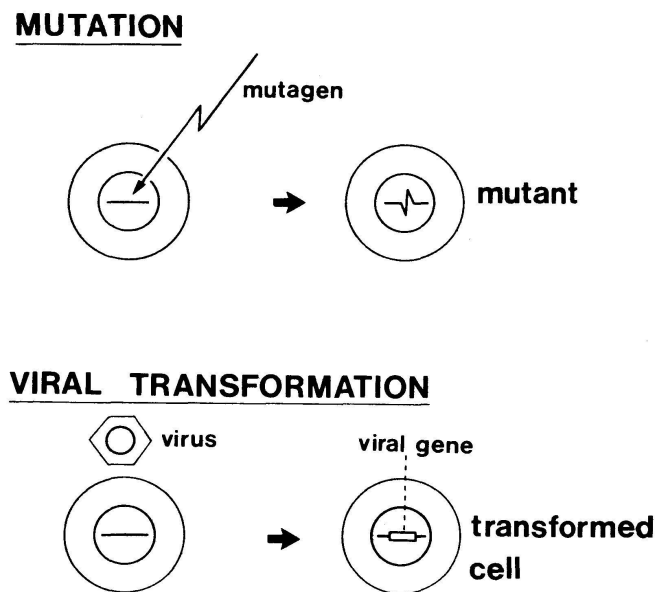 MUTATION
mutagen
mutant
VIRAL TRANSFORMATION
virus
viral gene
transformed
cell